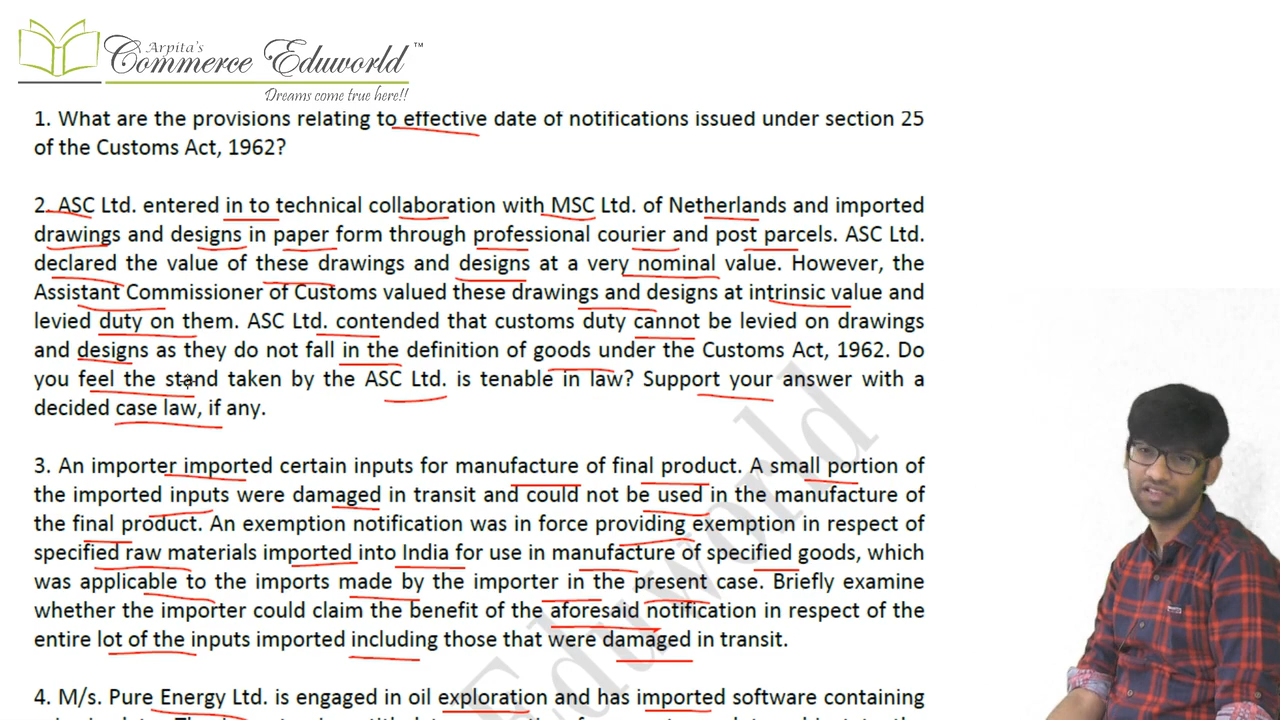 Arpita's
Commerce Eduworld™
Dreams come true here!!
1. What are the provisions relating to effective date of notifications issued under section 25
of the Customs Act, 1962?
2. ASC Ltd. entered in to technical collaboration with MSC Ltd. of Netherlands and imported
drawings and designs in paper form through professional courier and post parcels. ASC Ltd.
declared the value of these drawings and designs at a very nominal value. However, the
Assistant Commissioner of Customs valued these drawings and designs at intrinsic value and
levied duty on them. ASC Ltd. contended that customs duty cannot be levied on drawings
and designs as they do not fall in the definition of goods under the Customs Act, 1962. Do
you feel the stand taken by the ASC Ltd. is tenable in law? Support your answer with a
decided case law, if any.
3. An importer imported certain inputs for manufacture of final product. A small portion of
the imported inputs were damaged in transit and could not be used in the manufacture of
the final product. An exemption notification was in force providing exemption in respect of
specified raw materials imported into India for use in manufacture of specified goods, which
was applicable to the imports made by the importer in the present case. Briefly examine
whether the importer could claim the benefit of the aforesaid notification in respect of the
entire lot of the inputs imported including those that were damaged in transit.
4. M/s. Pure Energy Ltd. is engaged in oil exploration and has imported software containing
Eduworld